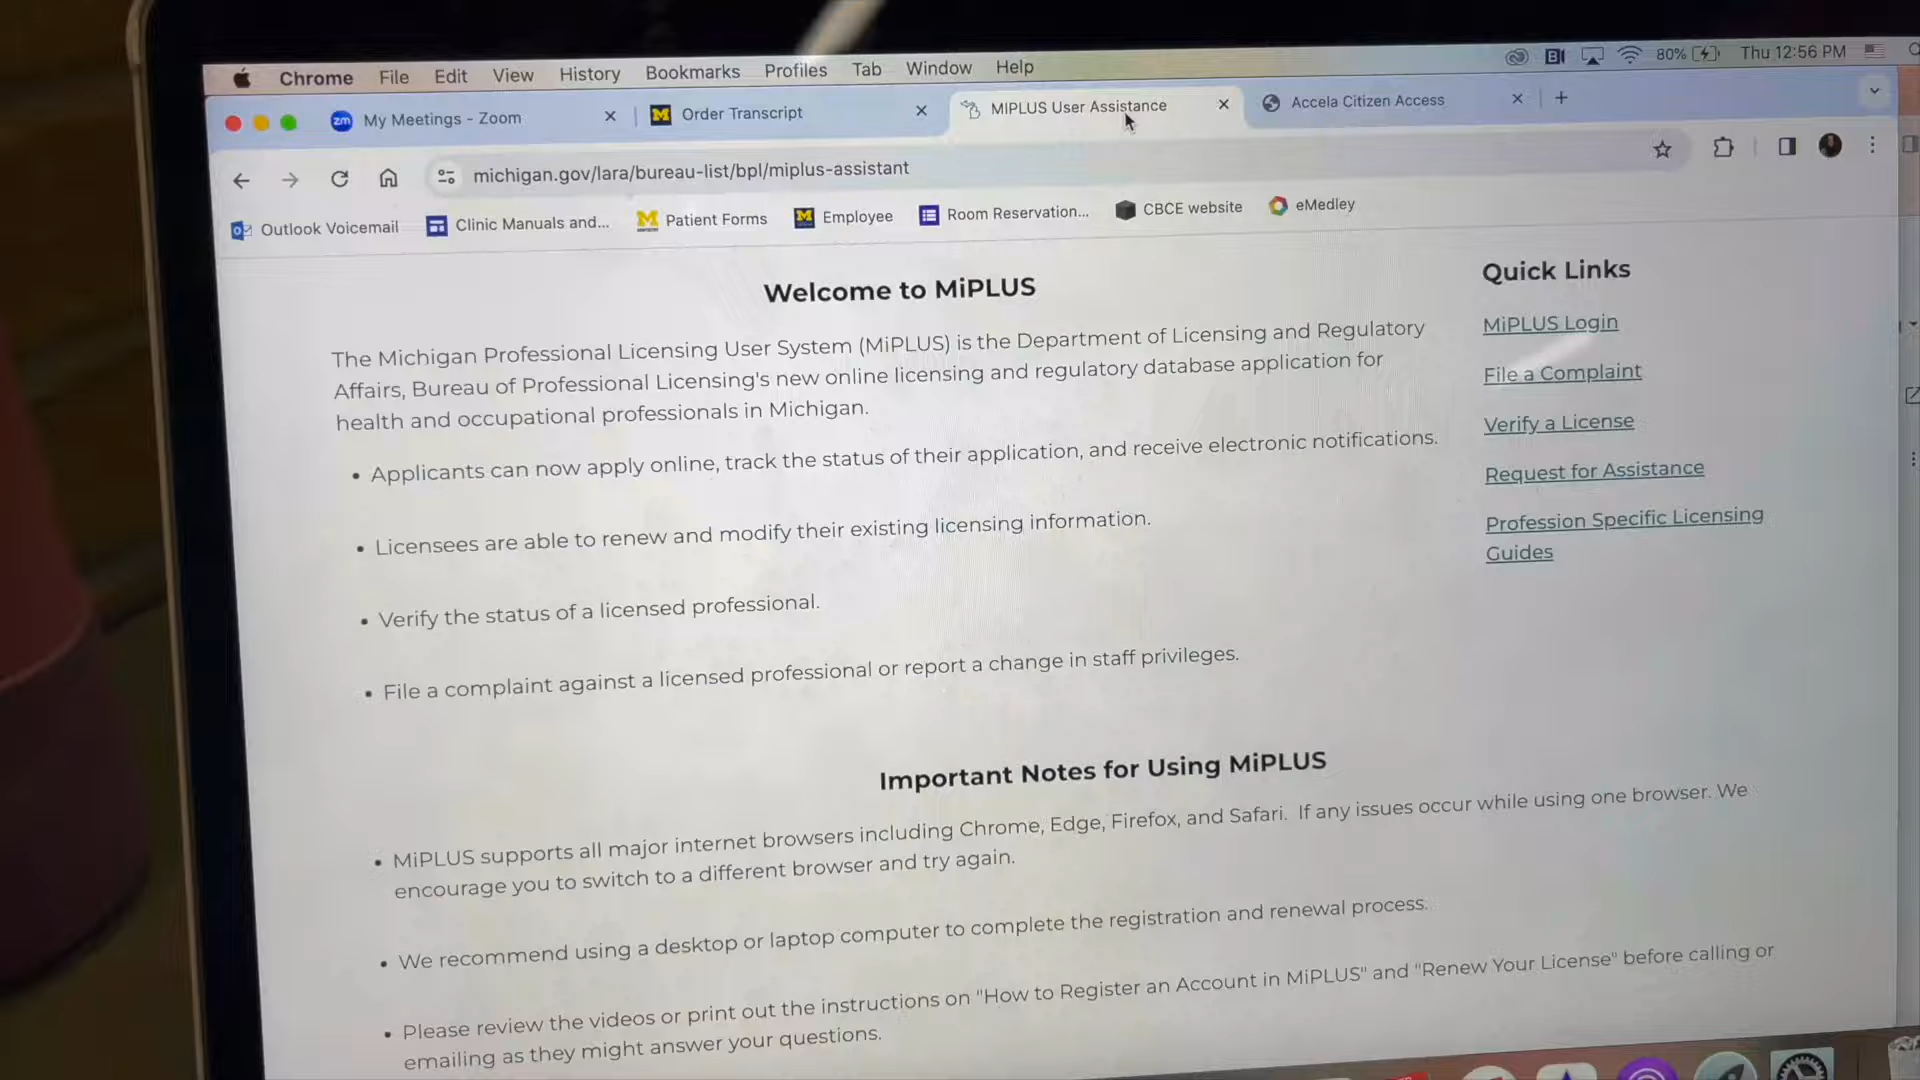 Chrome File Edit View History Bookmarks Profiles Tab Window Help 80% Thu 12:56 PM
zm My Meetings - Zoom M Order Transcript MIPLUS User Assistance Accela Citizen Access
michigan.gov/lara/bureau-list/bpl/miplus-assistant
Outlook Voicemail Clinic Manuals and... Patient Forms Employee Room Reservation... CBCE website eMedley
Welcome to MiPLUS
The Michigan Professional Licensing User System (MiPLUS) is the Department of Licensing and Regulatory
Affairs, Bureau of Professional Licensing's new online licensing and regulatory database application for
health and occupational professionals in Michigan.
• Applicants can now apply online, track the status of their application, and receive electronic notifications.
• Licensees are able to renew and modify their existing licensing information.
• Verify the status of a licensed professional.
• File a complaint against a licensed professional or report a change in staff privileges.
Quick Links
MiPLUS Login
File a Complaint
Verify a License
Request for Assistance
Profession Specific Licensing
Guides
Important Notes for Using MiPLUS
• MiPLUS supports all major internet browsers including Chrome, Edge, Firefox, and Safari. If any issues occur while using one browser. We
encourage you to switch to a different browser and try again.
• We recommend using a desktop or laptop computer to complete the registration and renewal process.
• Please review the videos or print out the instructions on "How to Register an Account in MiPLUS" and "Renew Your License" before calling or
emailing as they might answer your questions.